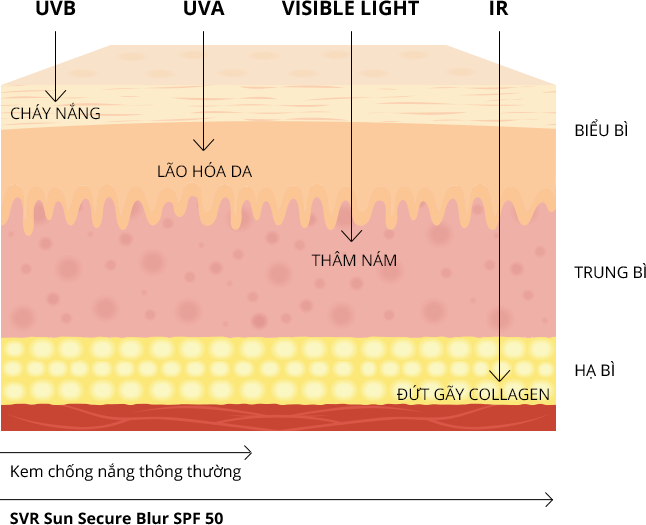 UVB UVA VISIBLE LIGHT IR
CHÁY NẮNG
BIỂU BÌ
LÃO HÓA DA
THÂM NÁM
TRUNG BÌ
HẠ BÌ
ĐỨT GÃY COLLAGEN
Kem chống nắng thông thường
SVR Sun Secure Blur SPF 50